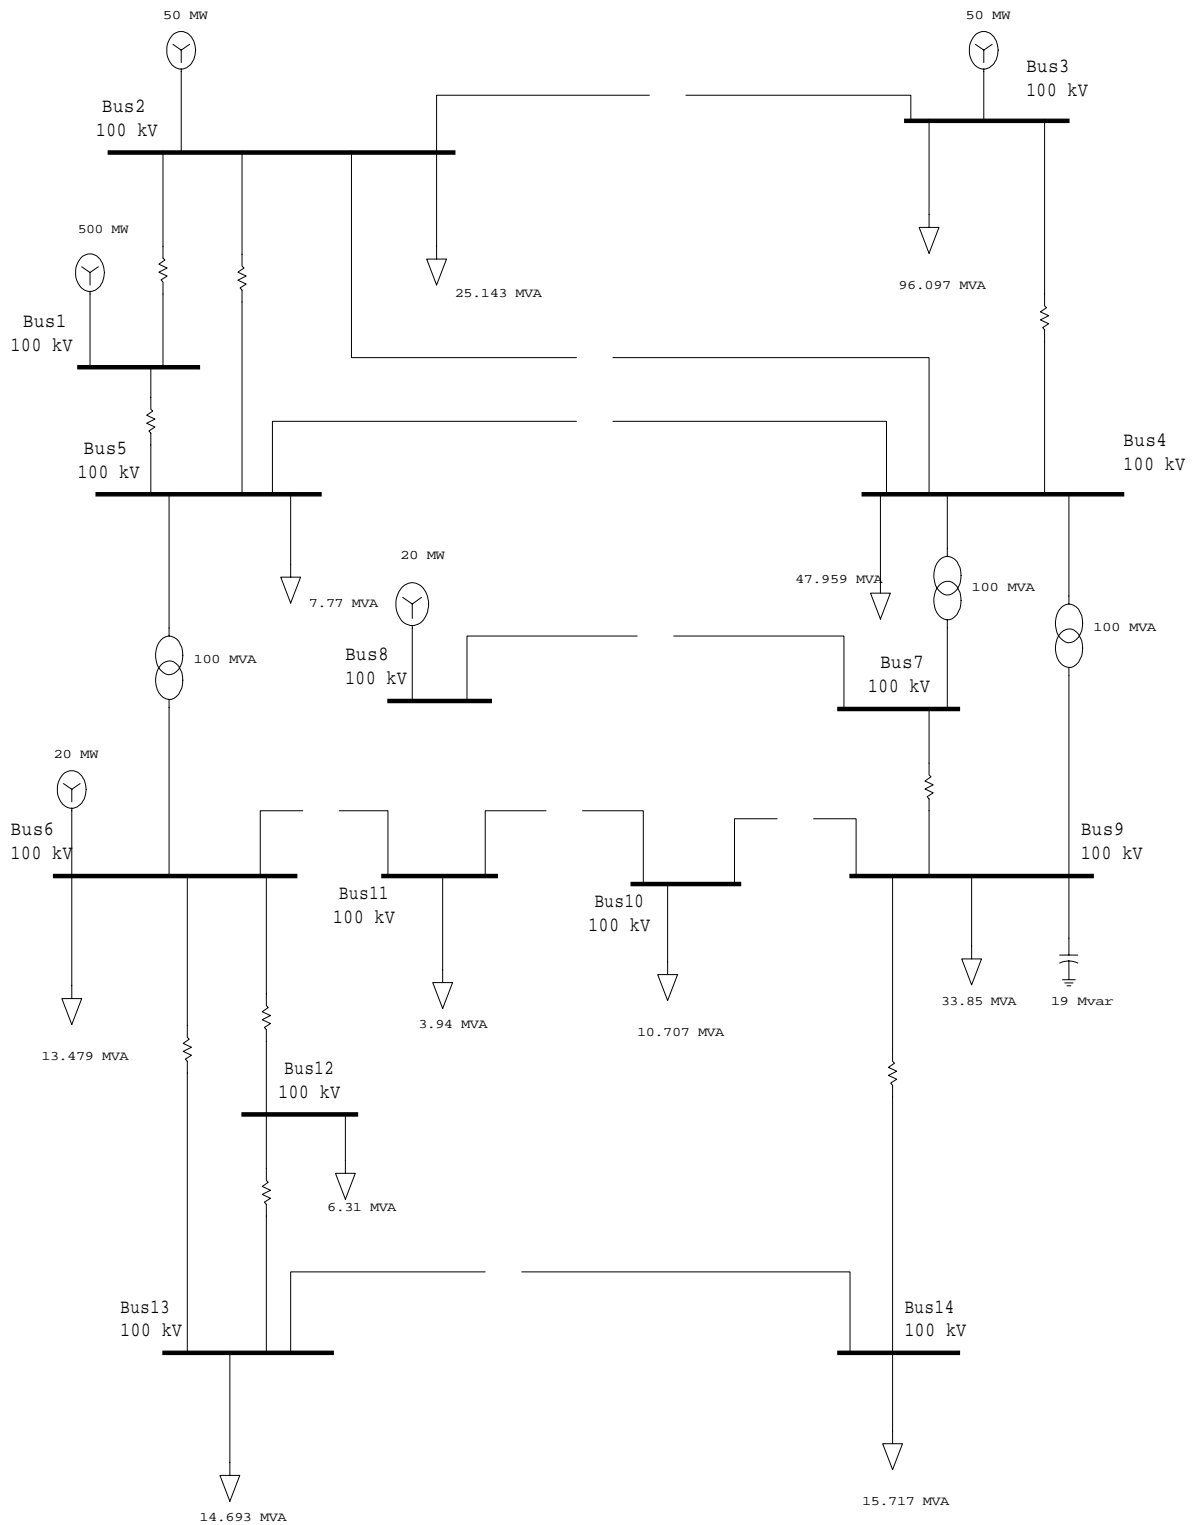 50 MW
50 MW
Bus3
100 kV
Bus2
100 kV
500 MW
25.143 MVA
96.097 MVA
Bus1
100 kV
Bus5
100 kV
Bus4
100 kV
20 MW
47.959 MVA
100 MVA
7.77 MVA
100 MVA
100 MVA
Bus8
100 kV
Bus7
100 kV
20 MW
Bus6
100 kV
Bus9
100 kV
Bus11
100 kV
Bus10
100 kV
33.85 MVA
19 Mvar
3.94 MVA
10.707 MVA
13.479 MVA
Bus12
100 kV
6.31 MVA
Bus13
100 kV
Bus14
100 kV
15.717 MVA
14.693 MVA